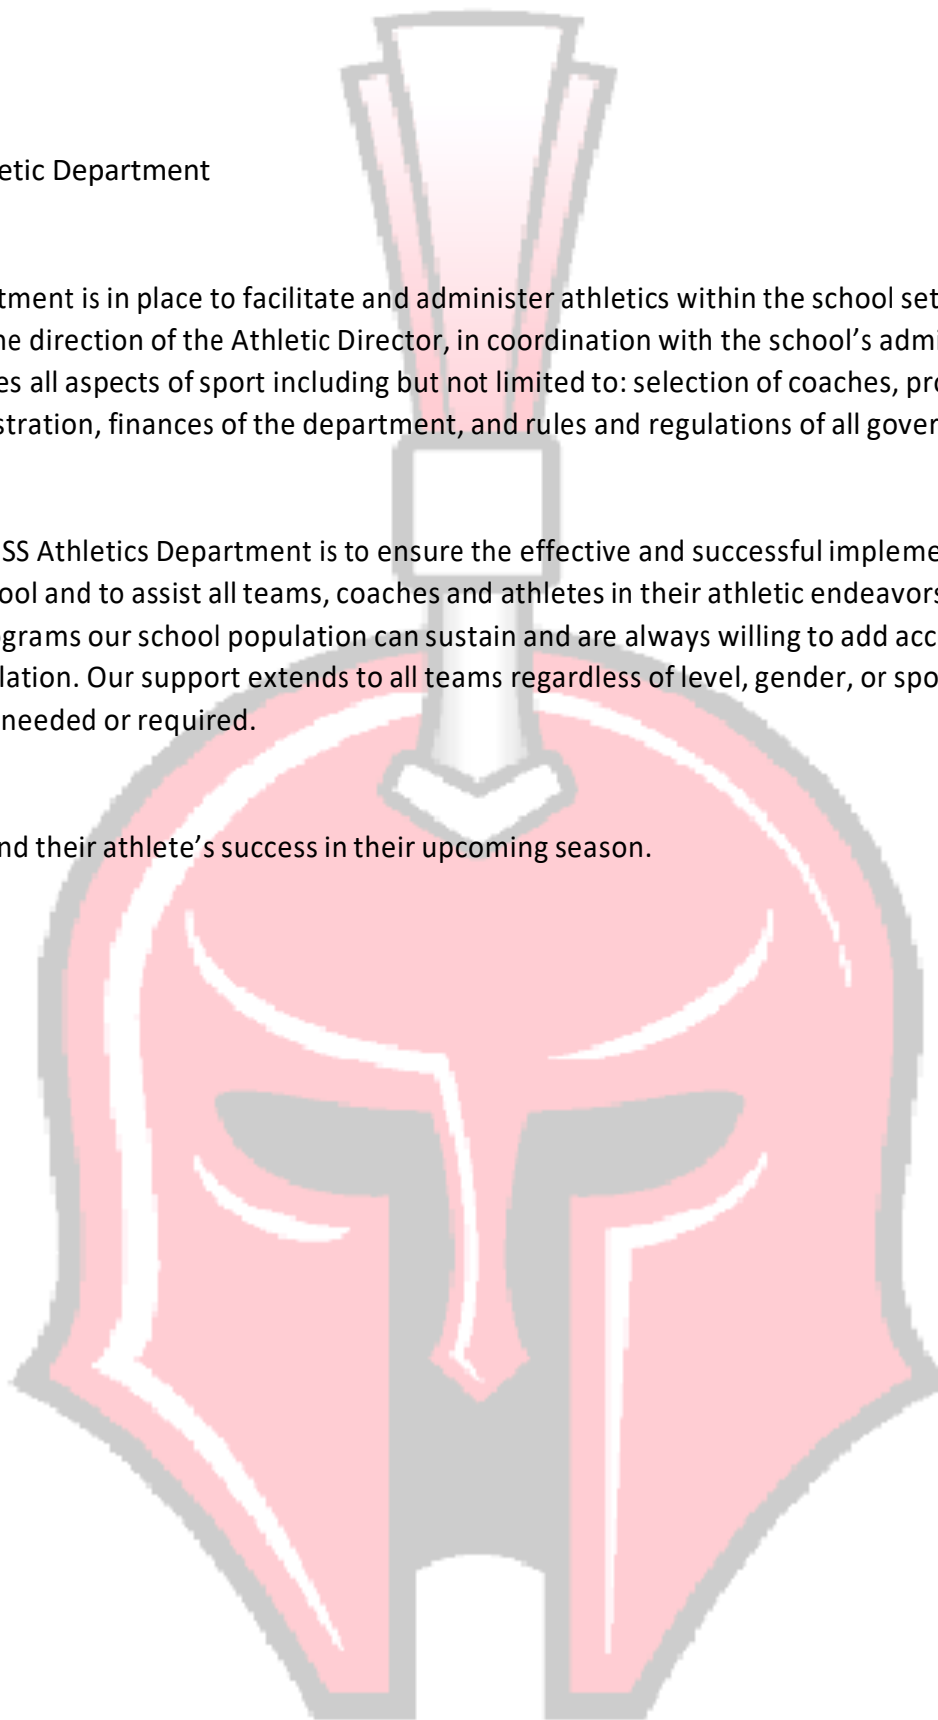 etic Department
tment is in place to facilitate and administer athletics within the school set
ne direction of the Athletic Director, in coordination with the school’s admi
es all aspects of sport including but not limited to: selection of coaches, pro
stration, finances of the department, and rules and regulations of all gover
SS Athletics Department is to ensure the effective and successful impleme
ool and to assist all teams, coaches and athletes in their athletic endeavors
ograms our school population can sustain and are always willing to add acc
lation. Our support extends to all teams regardless of level, gender, or spo
needed or required.
nd their athlete’s success in their upcoming season.